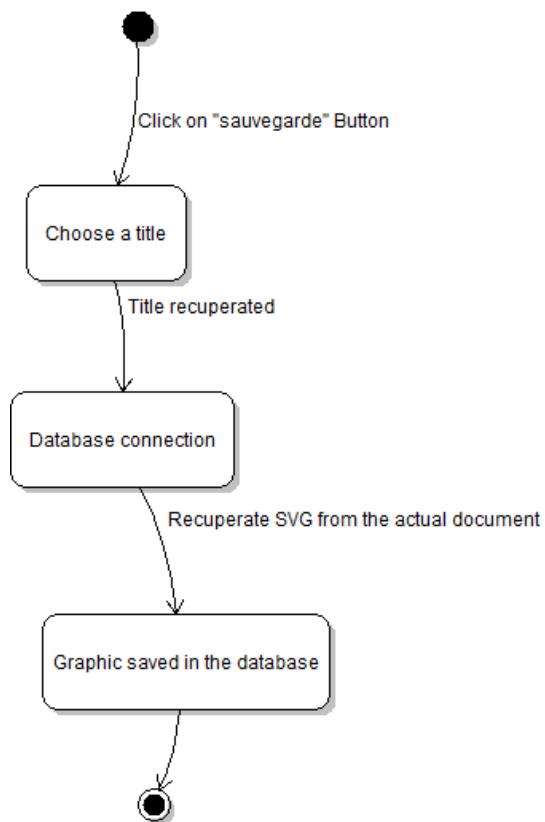 Click on "sauvegarde" Button
Choose a title
Title recuperated
Database connection
Recuperate SVG from the actual document
Graphic saved in the database